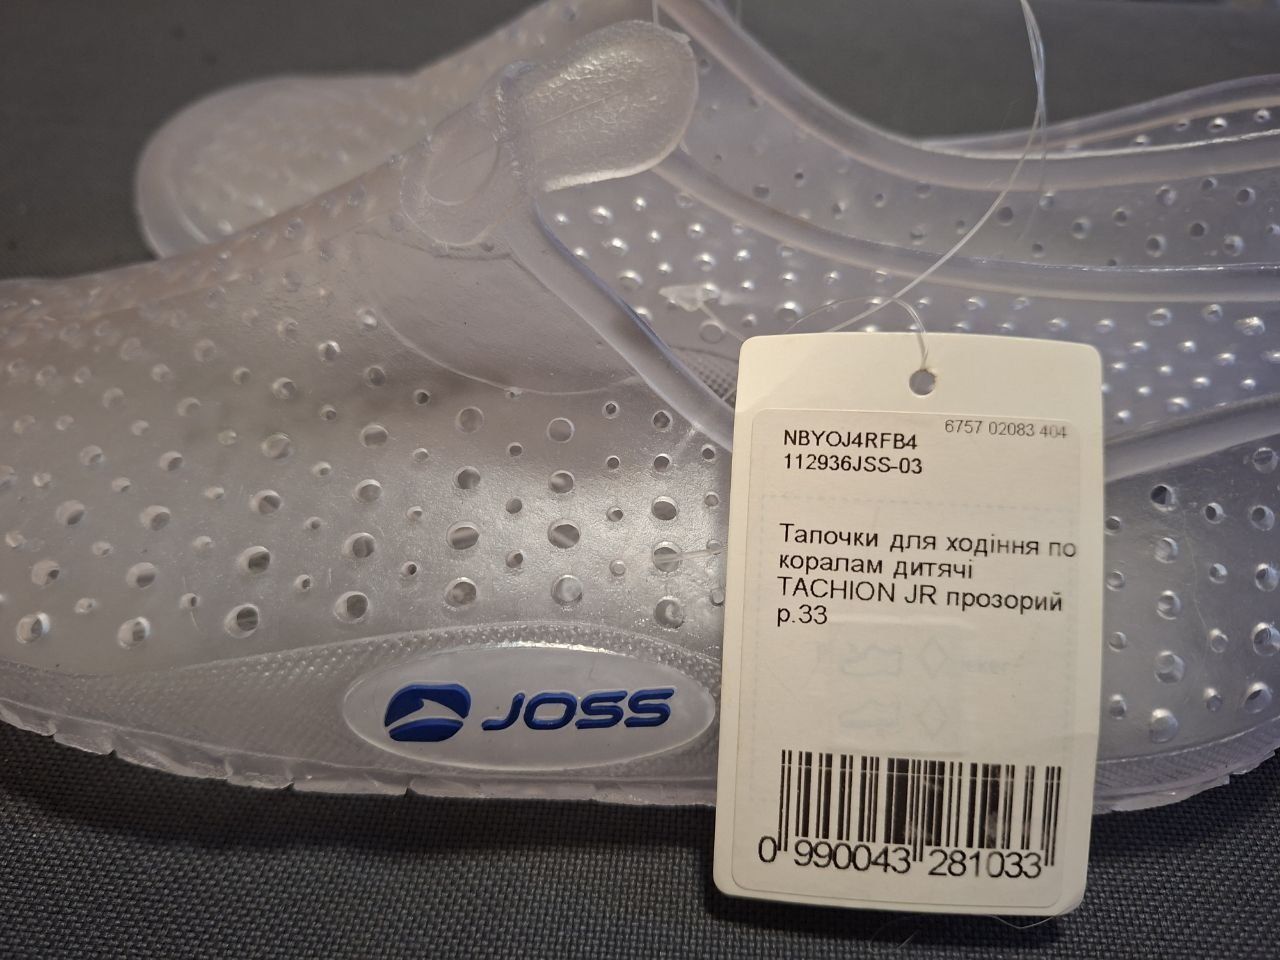 JOSS
6757 02083 404
NBYOJ4RFB4
112936JSS-03
Тапочки для ходіння по
коралам дитячі
TACHION JR прозорий
р.33
0 990043 281033